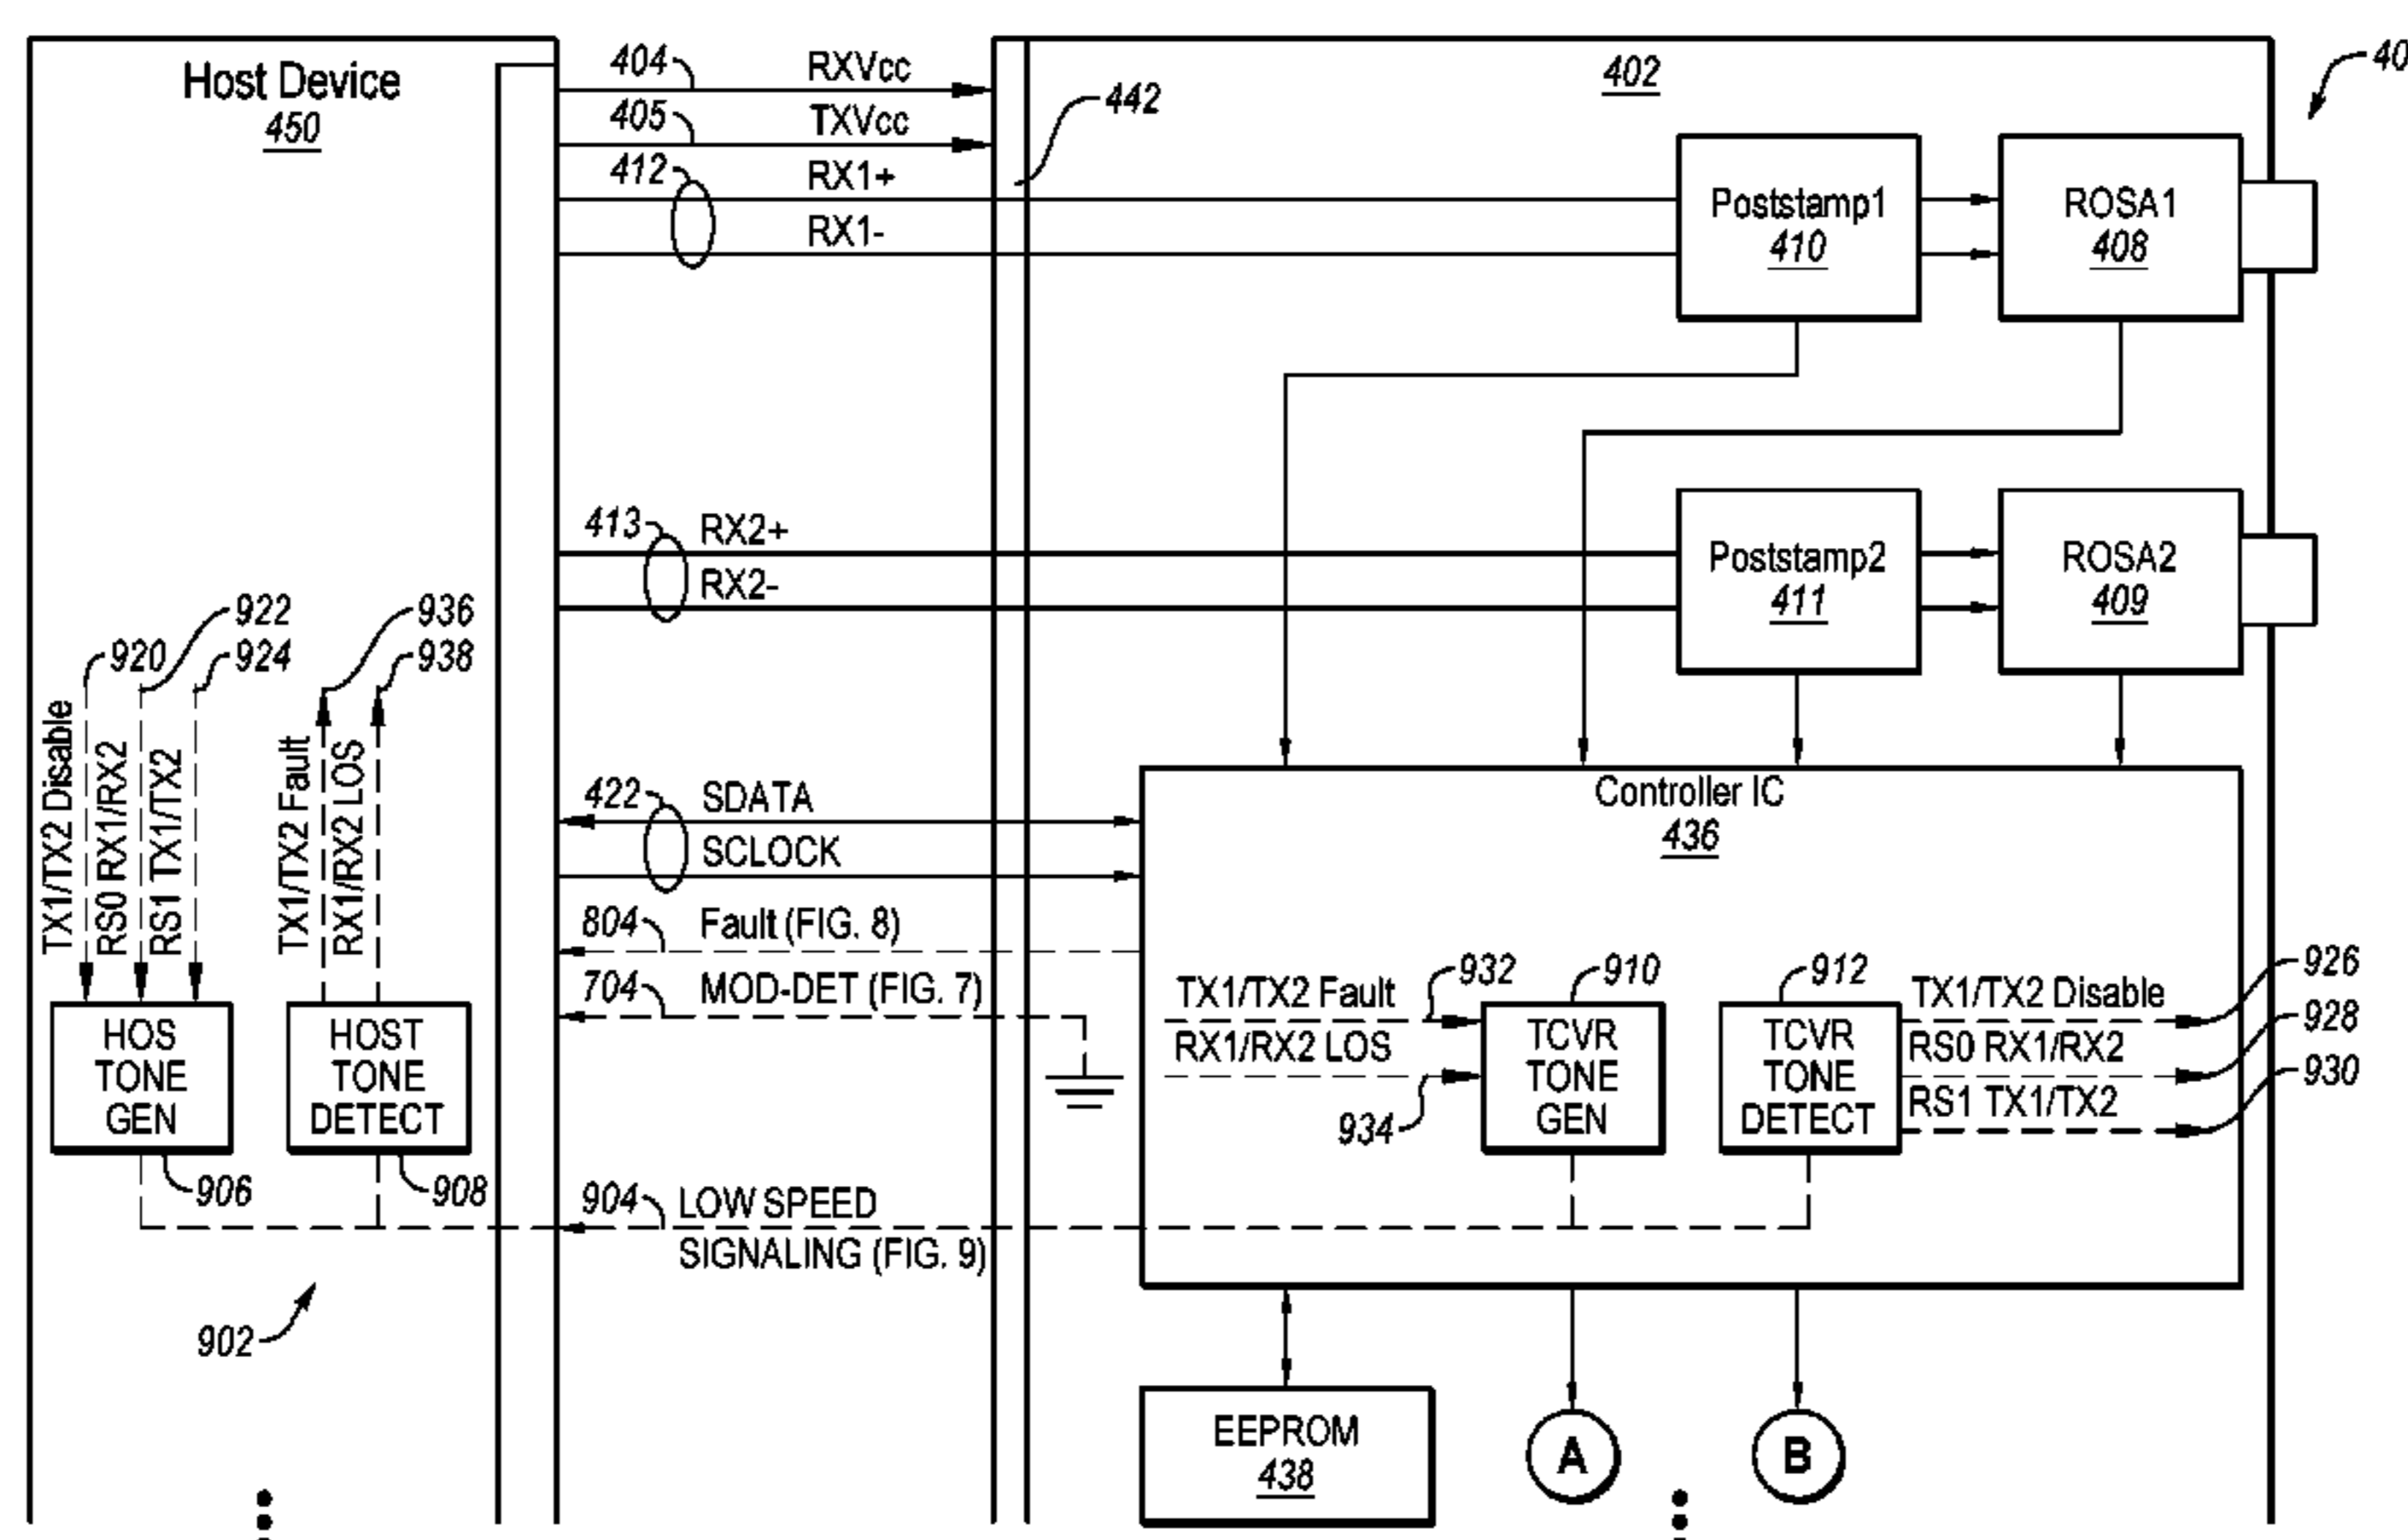 Host Device
450
404
RXVcc
405
TXVcc
412
RX1+
RX1-
442
402
40
Poststamp1
410
ROSA1
408
413
RX2+
RX2-
Poststamp2
411
ROSA2
409
920
922
924
936
938
TX1/TX2 Disable
RS0 RX1/RX2
RS1 TX1/TX2
TX1/TX2 Fault
RX1/RX2 LOS
HOS
TONE
GEN
906
HOST
TONE
DETECT
908
902
422
SDATA
SCLOCK
804
Fault (FIG. 8)
704
MOD-DET (FIG. 7)
904
LOW SPEED
SIGNALING (FIG. 9)
Controller IC
436
TX1/TX2 Fault
932
RX1/RX2 LOS
934
910
TCVR
TONE
GEN
912
TCVR
TONE
DETECT
TX1/TX2 Disable
926
RS0 RX1/RX2
928
RS1 TX1/TX2
930
EEPROM
438
A
B